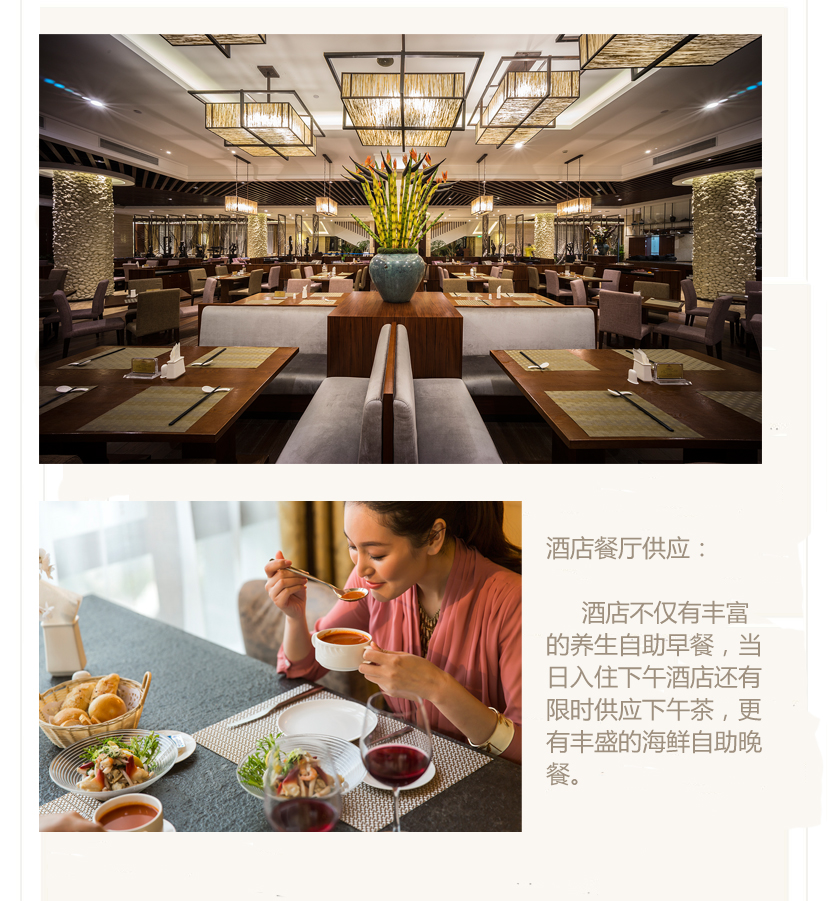 酒店餐厅供应：
酒店不仅有丰富
的养生自助早餐，当
日入住下午酒店还有
限时供应下午茶，更
有丰盛的海鲜自助晚
餐。